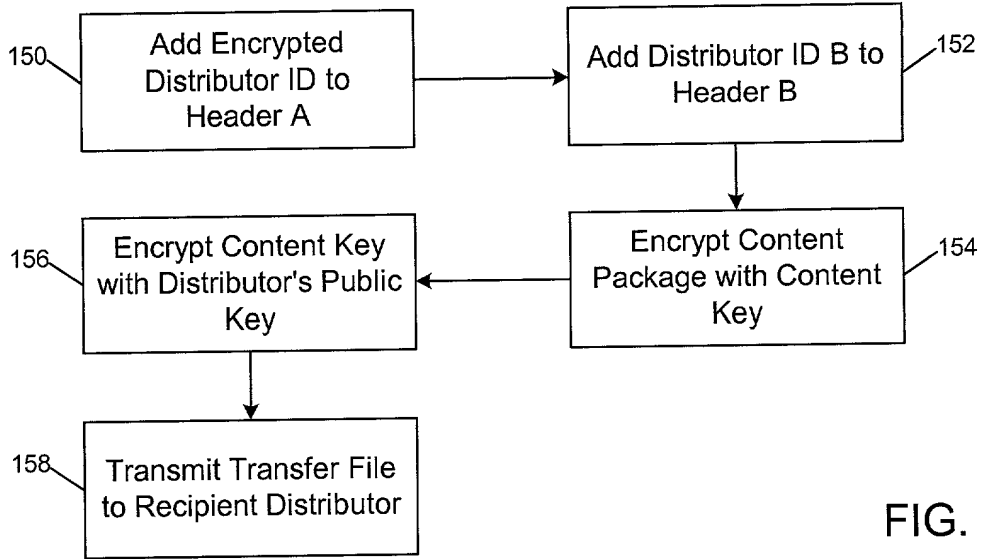 150
Add Encrypted
Distributor ID to
Header A
Add Distributor ID B to
Header B
152
156
Encrypt Content Key
with Distributor's Public
Key
Encrypt Content
Package with Content
Key
154
158
Transmit Transfer File
to Recipient Distributor
FIG.